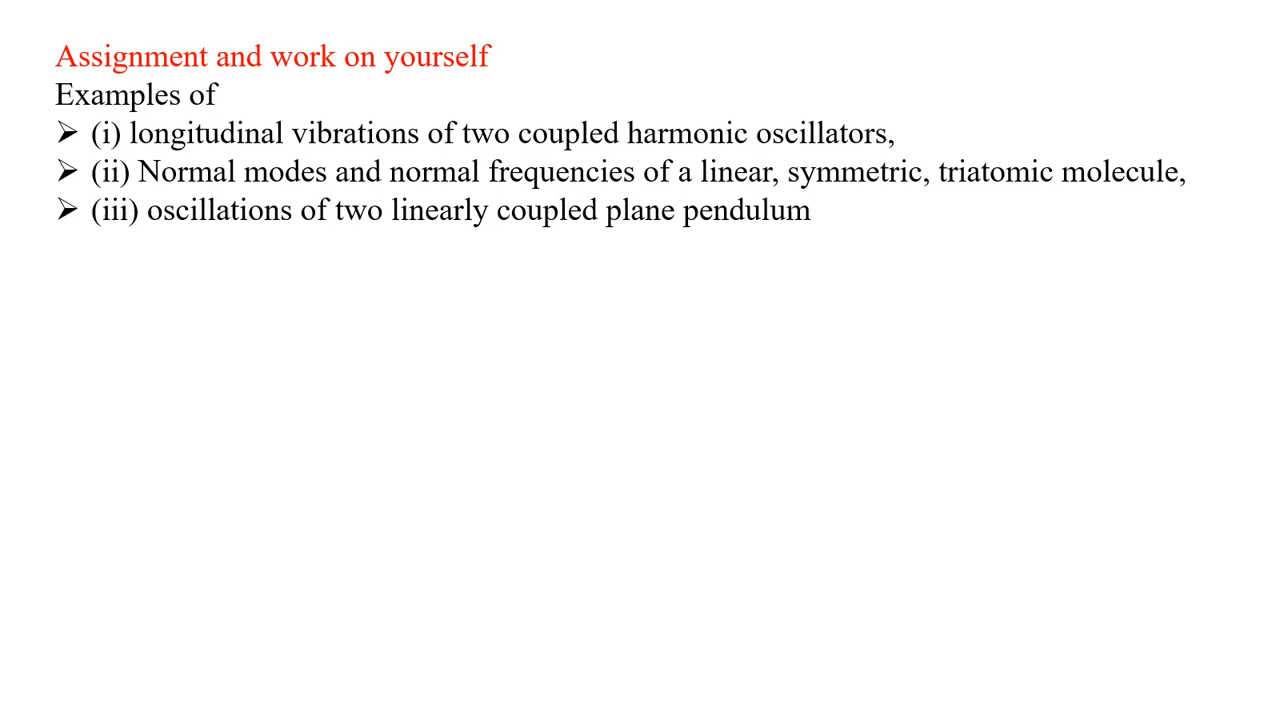 Assignment and work on yourself
Examples of
➢ (i) longitudinal vibrations of two coupled harmonic oscillators,
➢ (ii) Normal modes and normal frequencies of a linear, symmetric, triatomic molecule,
➢ (iii) oscillations of two linearly coupled plane pendulum